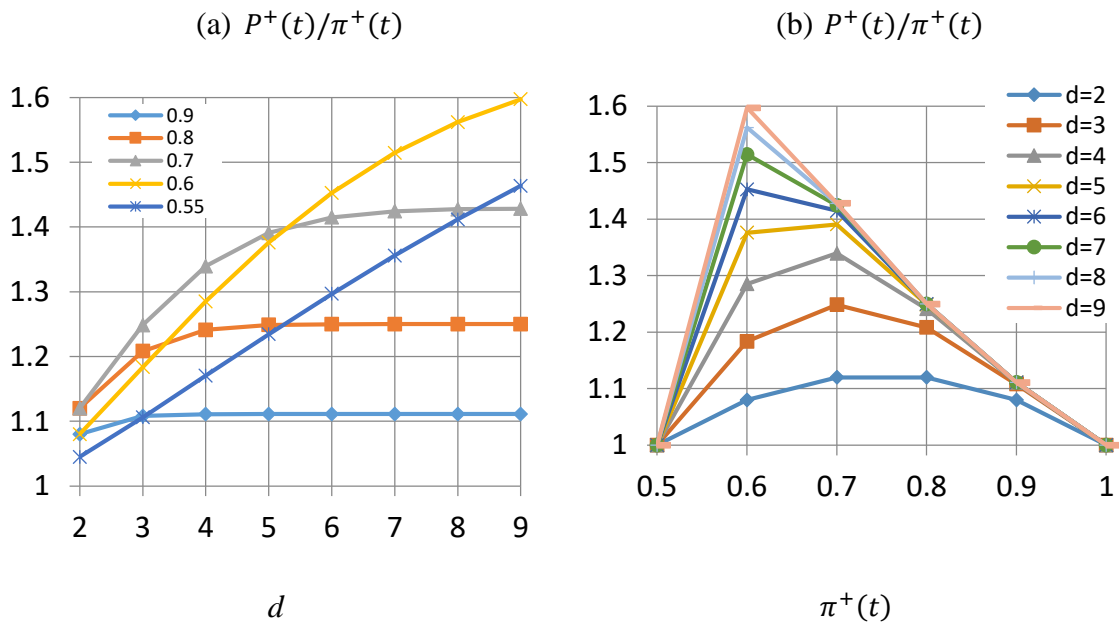 (a) P⁺(t)/π⁺(t)
1.6
1.5
1.4
1.3
1.2
1.1
1
0.9
0.8
0.7
0.6
0.55
2 3 4 5 6 7 8 9
d
(b) P⁺(t)/π⁺(t)
1.6
1.5
1.4
1.3
1.2
1.1
1
d=2
d=3
d=4
d=5
d=6
d=7
d=8
d=9
0.5 0.6 0.7 0.8 0.9 1
π⁺(t)